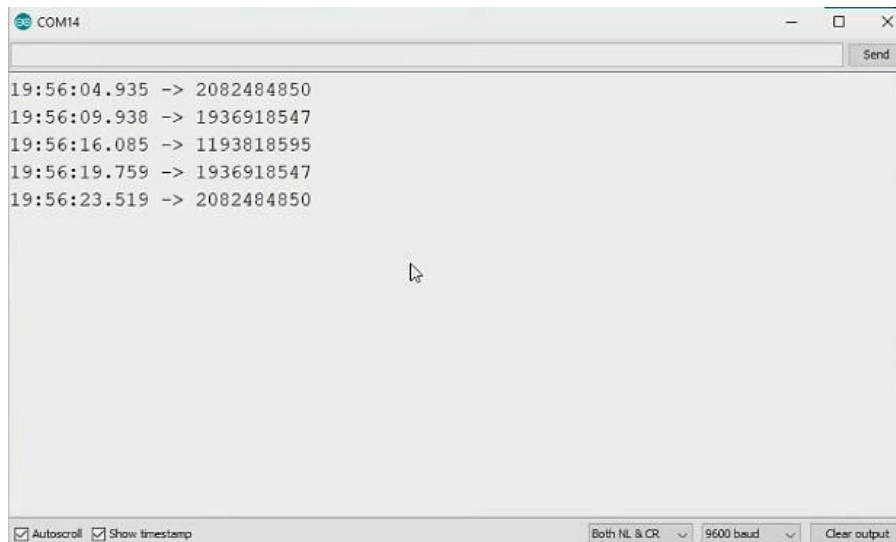 COM14
Send
19:56:04.935 -> 2082484850
19:56:09.938 -> 1936918547
19:56:16.085 -> 1193818595
19:56:19.759 -> 1936918547
19:56:23.519 -> 2082484850
Autoscroll Show timestamp Both NL & CR 9600 baud Clear output